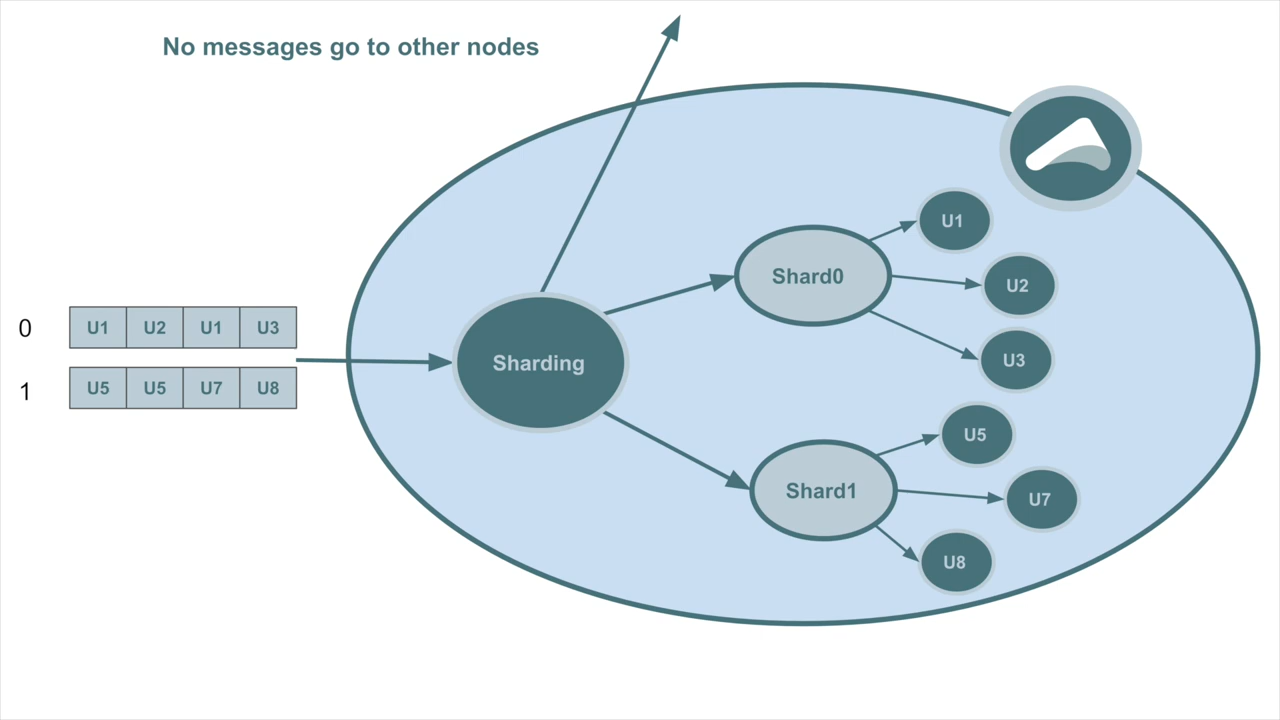 No messages go to other nodes
0 U1 U2 U1 U3
1 U5 U5 U7 U8
Sharding
Shard0
U1
U2
U3
Shard1
U5
U7
U8